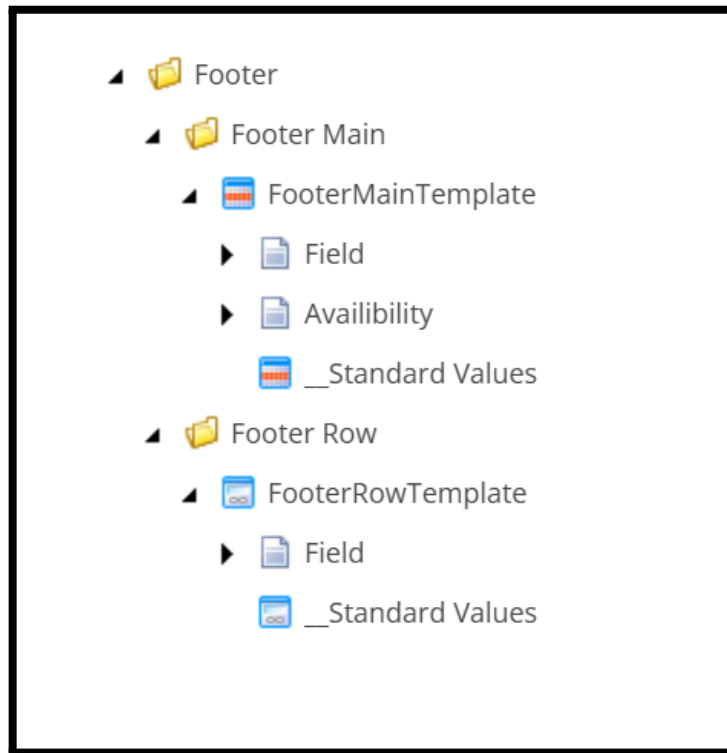 Footer
Footer Main
FooterMainTemplate
Field
Availibility
__Standard Values
Footer Row
FooterRowTemplate
Field
__Standard Values